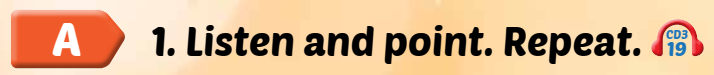 A 1. Listen and point. Repeat. CD3 19